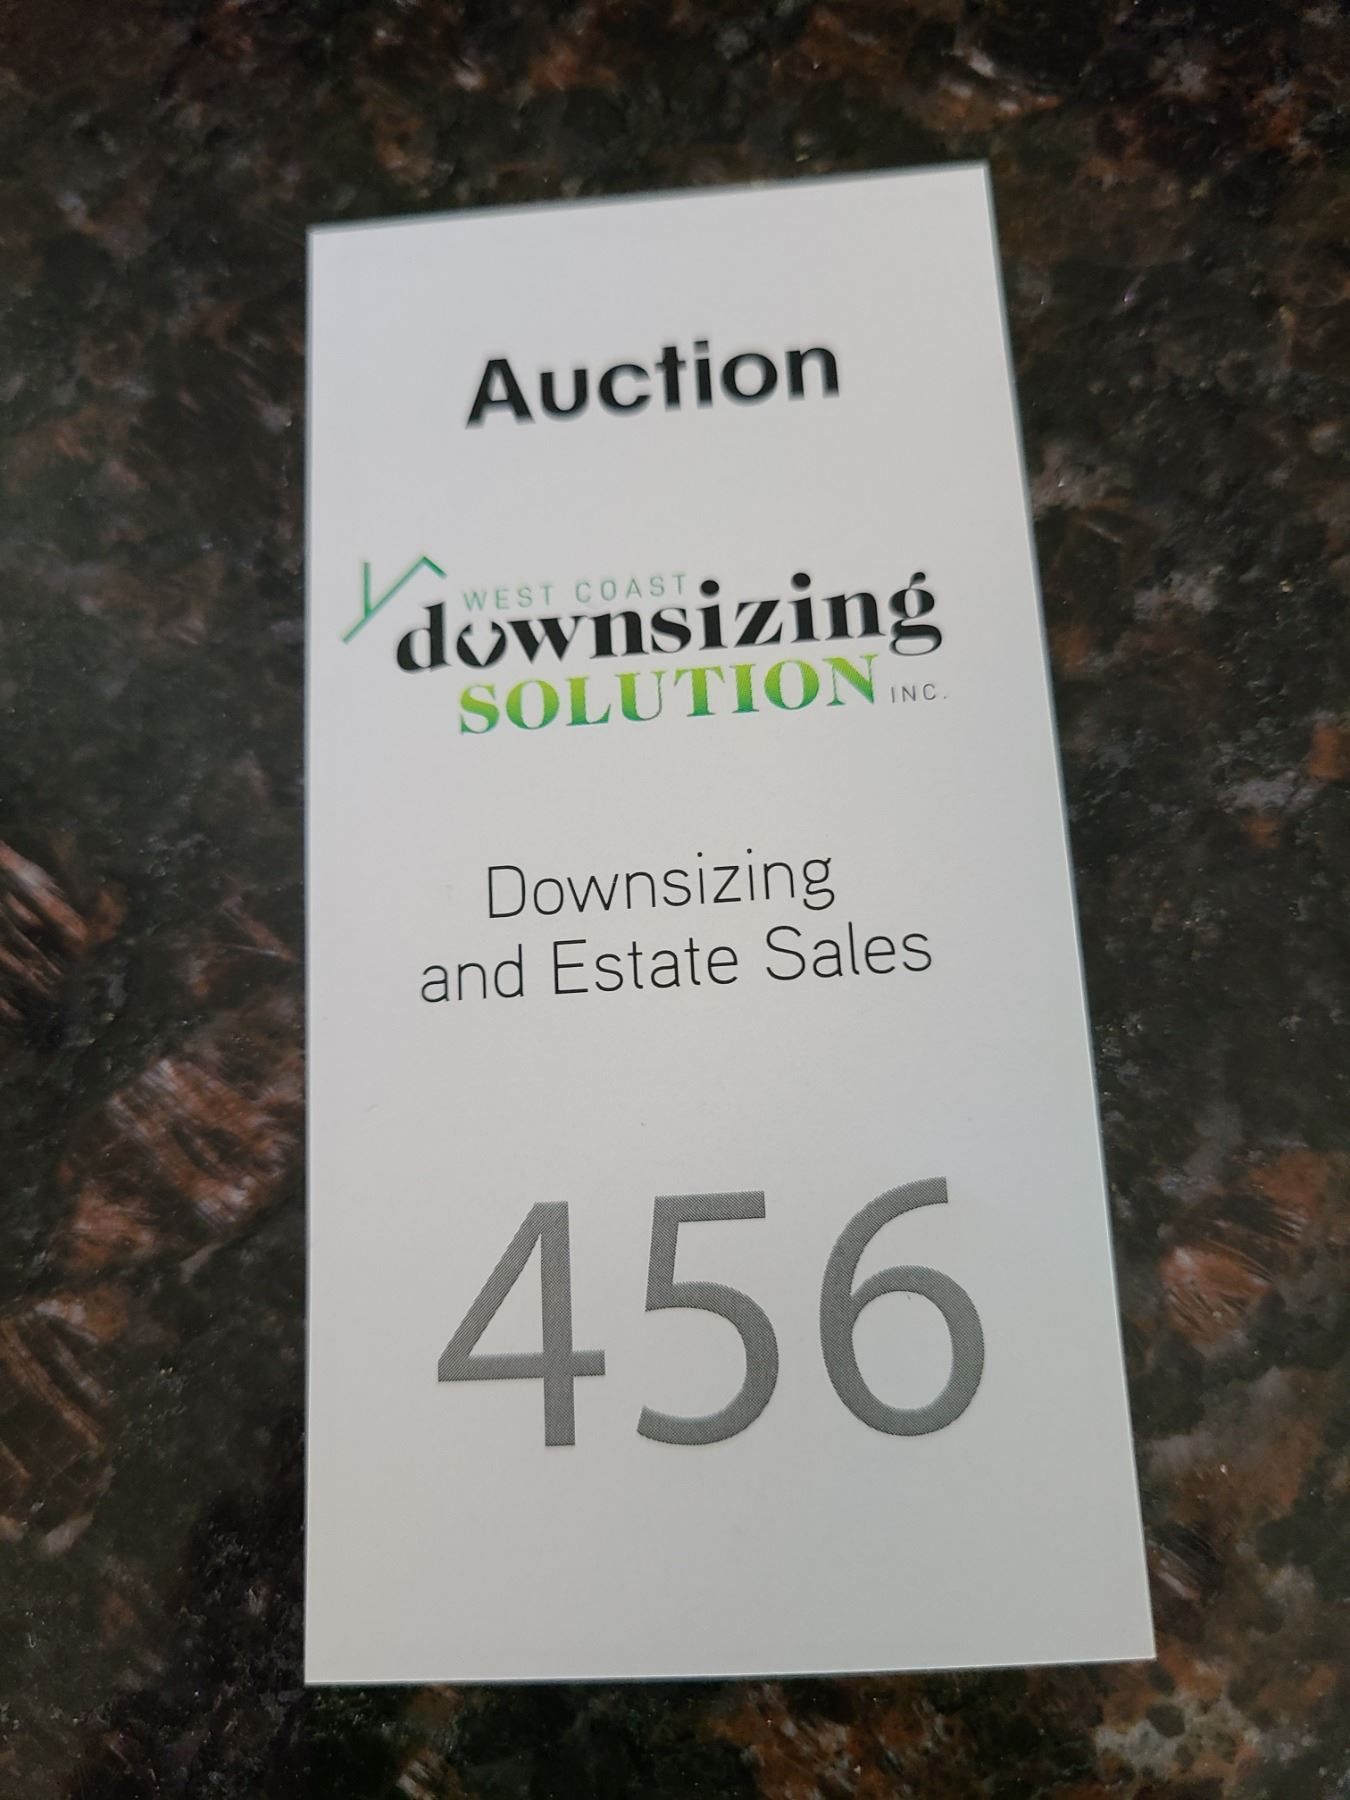 Auction
WEST COAST
downsizing
SOLUTION INC.
Downsizing
and Estate Sales
456